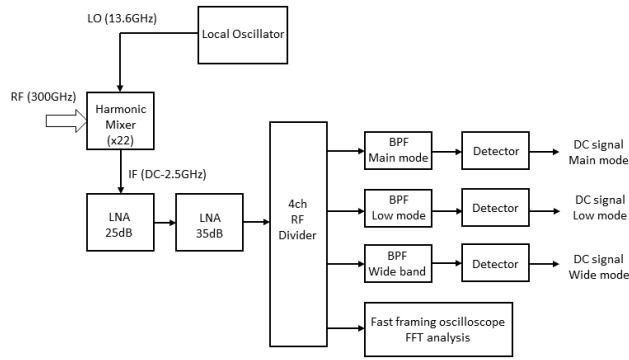 LO (13.6GHz)
Local Oscillator
RF (300GHz)
Harmonic
Mixer
(x22)
IF (DC-2.5GHz)
LNA
25dB
LNA
35dB
4ch
RF
Divider
BPF
Main mode
Detector
DC signal
Main mode
BPF
Low mode
Detector
DC signal
Low mode
BPF
Wide band
Detector
DC signal
Wide mode
Fast framing oscilloscope
FFT analysis